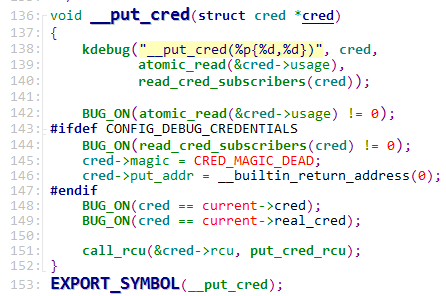 136: void __put_cred(struct cred *cred)
137: {
138:     kdebug("__put_cred(%p{%d,%d})", cred,
139:            atomic_read(&cred->usage),
140:            read_cred_subscribers(cred));
141:
142:     BUG_ON(atomic_read(&cred->usage) != 0);
143: #ifdef CONFIG_DEBUG_CREDENTIALS
144:     BUG_ON(read_cred_subscribers(cred) != 0);
145:     cred->magic = CRED_MAGIC_DEAD;
146:     cred->put_addr = __builtin_return_address(0);
147: #endif
148:     BUG_ON(cred == current->cred);
149:     BUG_ON(cred == current->real_cred);
150:
151:     call_rcu(&cred->rcu, put_cred_rcu);
152: }
153: EXPORT_SYMBOL(__put_cred);